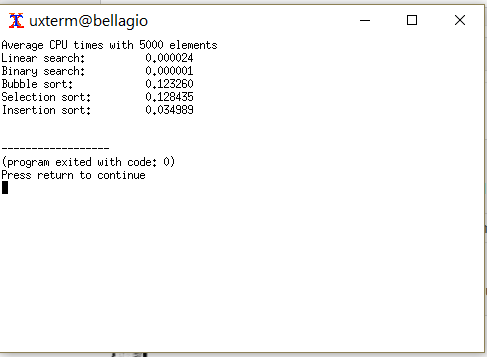 uxterm@bellagio
Average CPU times with 5000 elements
Linear search: 0.000024
Binary search: 0.000001
Bubble sort: 0.123260
Selection sort: 0.128435
Insertion sort: 0.034989
------------------
(program exited with code: 0)
Press return to continue